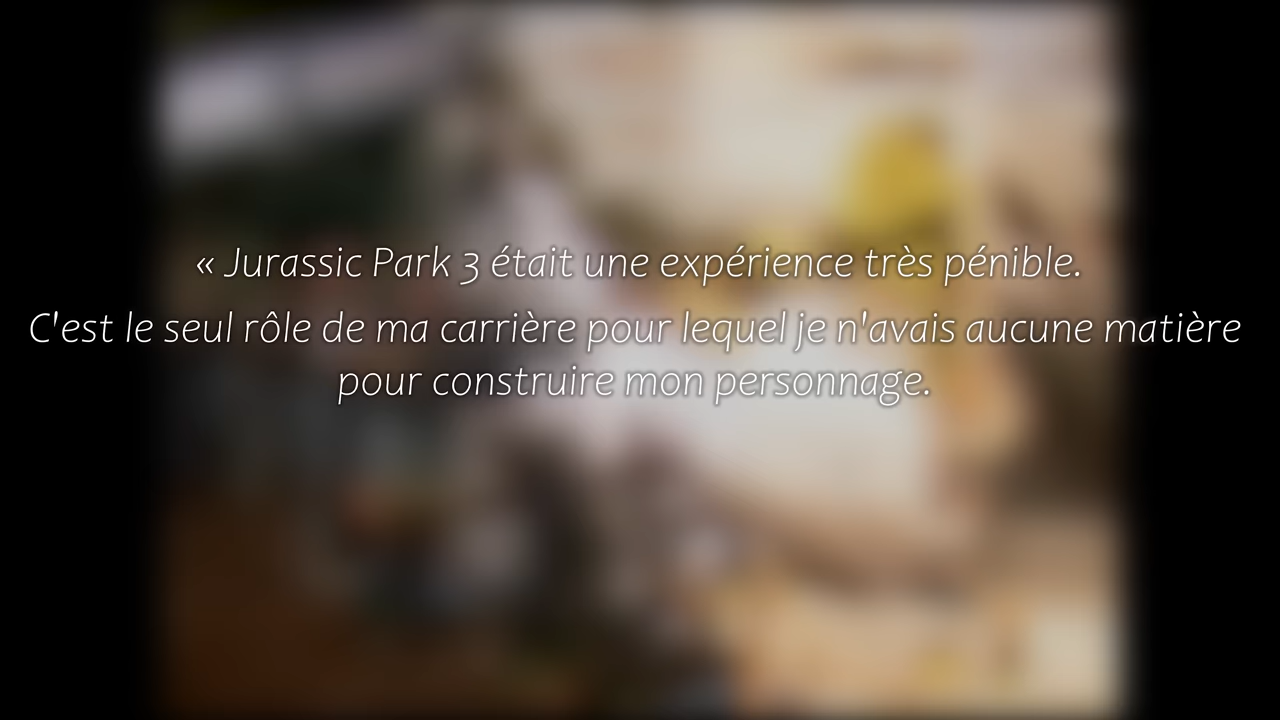 « Jurassic Park 3 était une expérience très pénible.
C'est le seul rôle de ma carrière pour lequel je n'avais aucune matière
pour construire mon personnage.